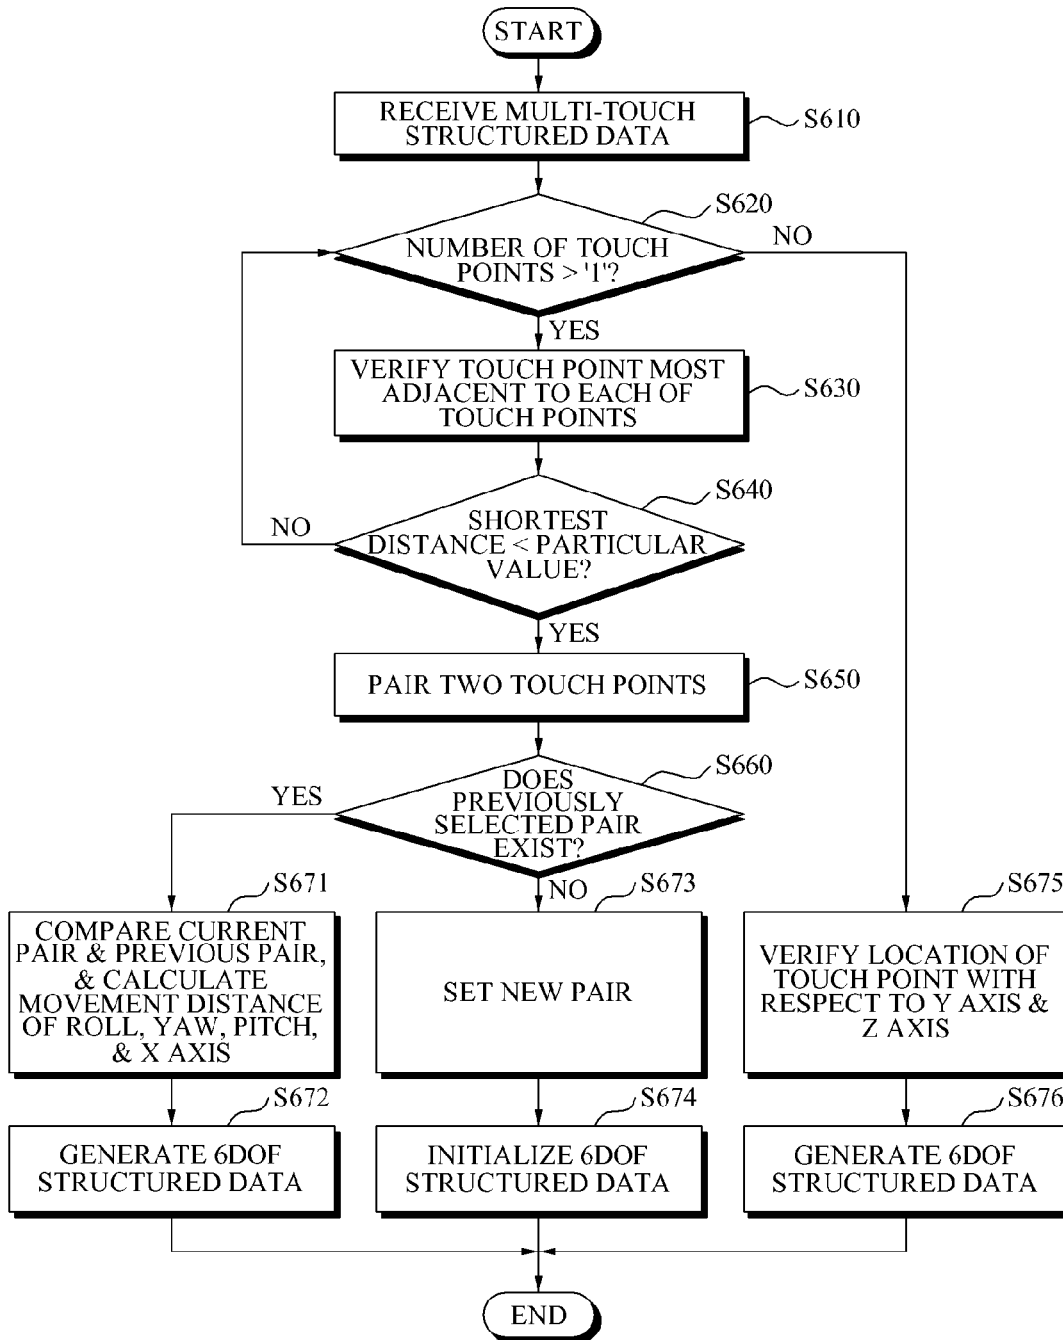 START
RECEIVE MULTI-TOUCH
STRUCTURED DATA
S610
S620
NUMBER OF TOUCH
POINTS > '1'?
NO
YES
VERIFY TOUCH POINT MOST
ADJACENT TO EACH OF
TOUCH POINTS
S630
S640
SHORTEST
DISTANCE < PARTICULAR
VALUE?
NO
YES
PAIR TWO TOUCH POINTS
S650
S660
DOES
PREVIOUSLY
SELECTED PAIR
EXIST?
YES
NO
S671
COMPARE CURRENT
PAIR & PREVIOUS PAIR,
& CALCULATE
MOVEMENT DISTANCE
OF ROLL, YAW, PITCH,
& X AXIS
S673
SET NEW PAIR
S675
VERIFY LOCATION OF
TOUCH POINT WITH
RESPECT TO Y AXIS &
Z AXIS
S672
GENERATE 6DOF
STRUCTURED DATA
S674
INITIALIZE 6DOF
STRUCTURED DATA
S676
GENERATE 6DOF
STRUCTURED DATA
END